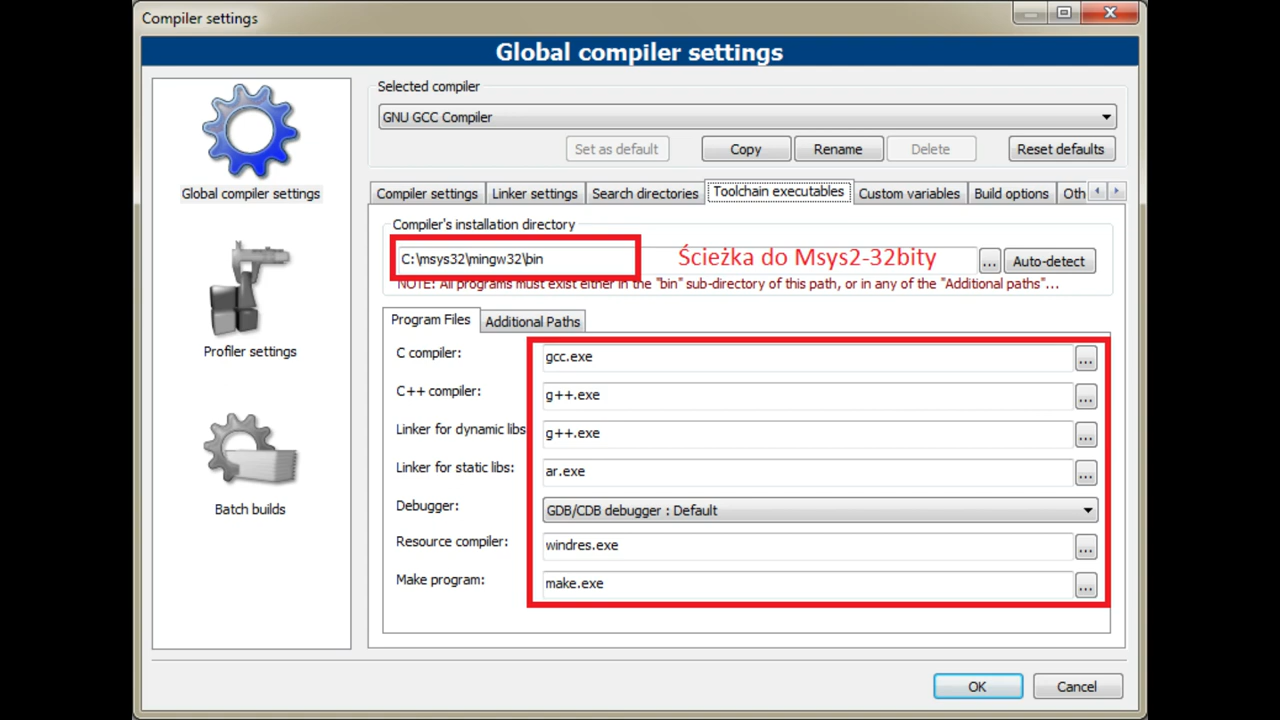 Compiler settings
Global compiler settings
Selected compiler
GNU GCC Compiler
Set as default
Copy
Rename
Delete
Reset defaults
Global compiler settings
Profiler settings
Batch builds
Compiler settings
Linker settings
Search directories
Toolchain executables
Custom variables
Build options
Oth
Compiler's installation directory
C:\msys32\mingw32\bin
Ścieżka do Msys2-32bity
...
Auto-detect
NOTE: All programs must exist either in the "bin" sub-directory of this path, or in any of the "Additional paths"...
Program Files
Additional Paths
C compiler:
gcc.exe
...
C++ compiler:
g++.exe
...
Linker for dynamic libs
g++.exe
...
Linker for static libs:
ar.exe
...
Debugger:
GDB/CDB debugger : Default
Resource compiler:
windres.exe
...
Make program:
make.exe
...
OK
Cancel